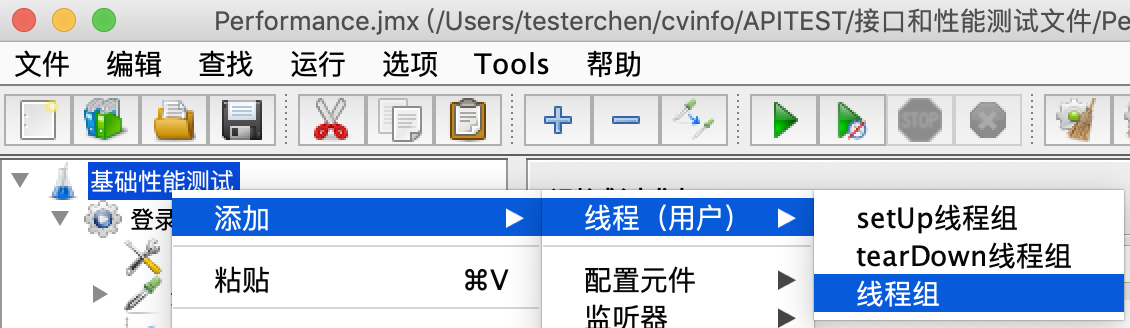 Performance.jmx (/Users/testerchen/cvinfo/APITEST/接口和性能测试文件/Pe
文件 编辑 查找 运行 选项 Tools 帮助
STOP
基础性能测试
登录
添加 线程（用户） setUp线程组
tearDown线程组
粘贴 ⌘V 配置元件 线程组
监听器